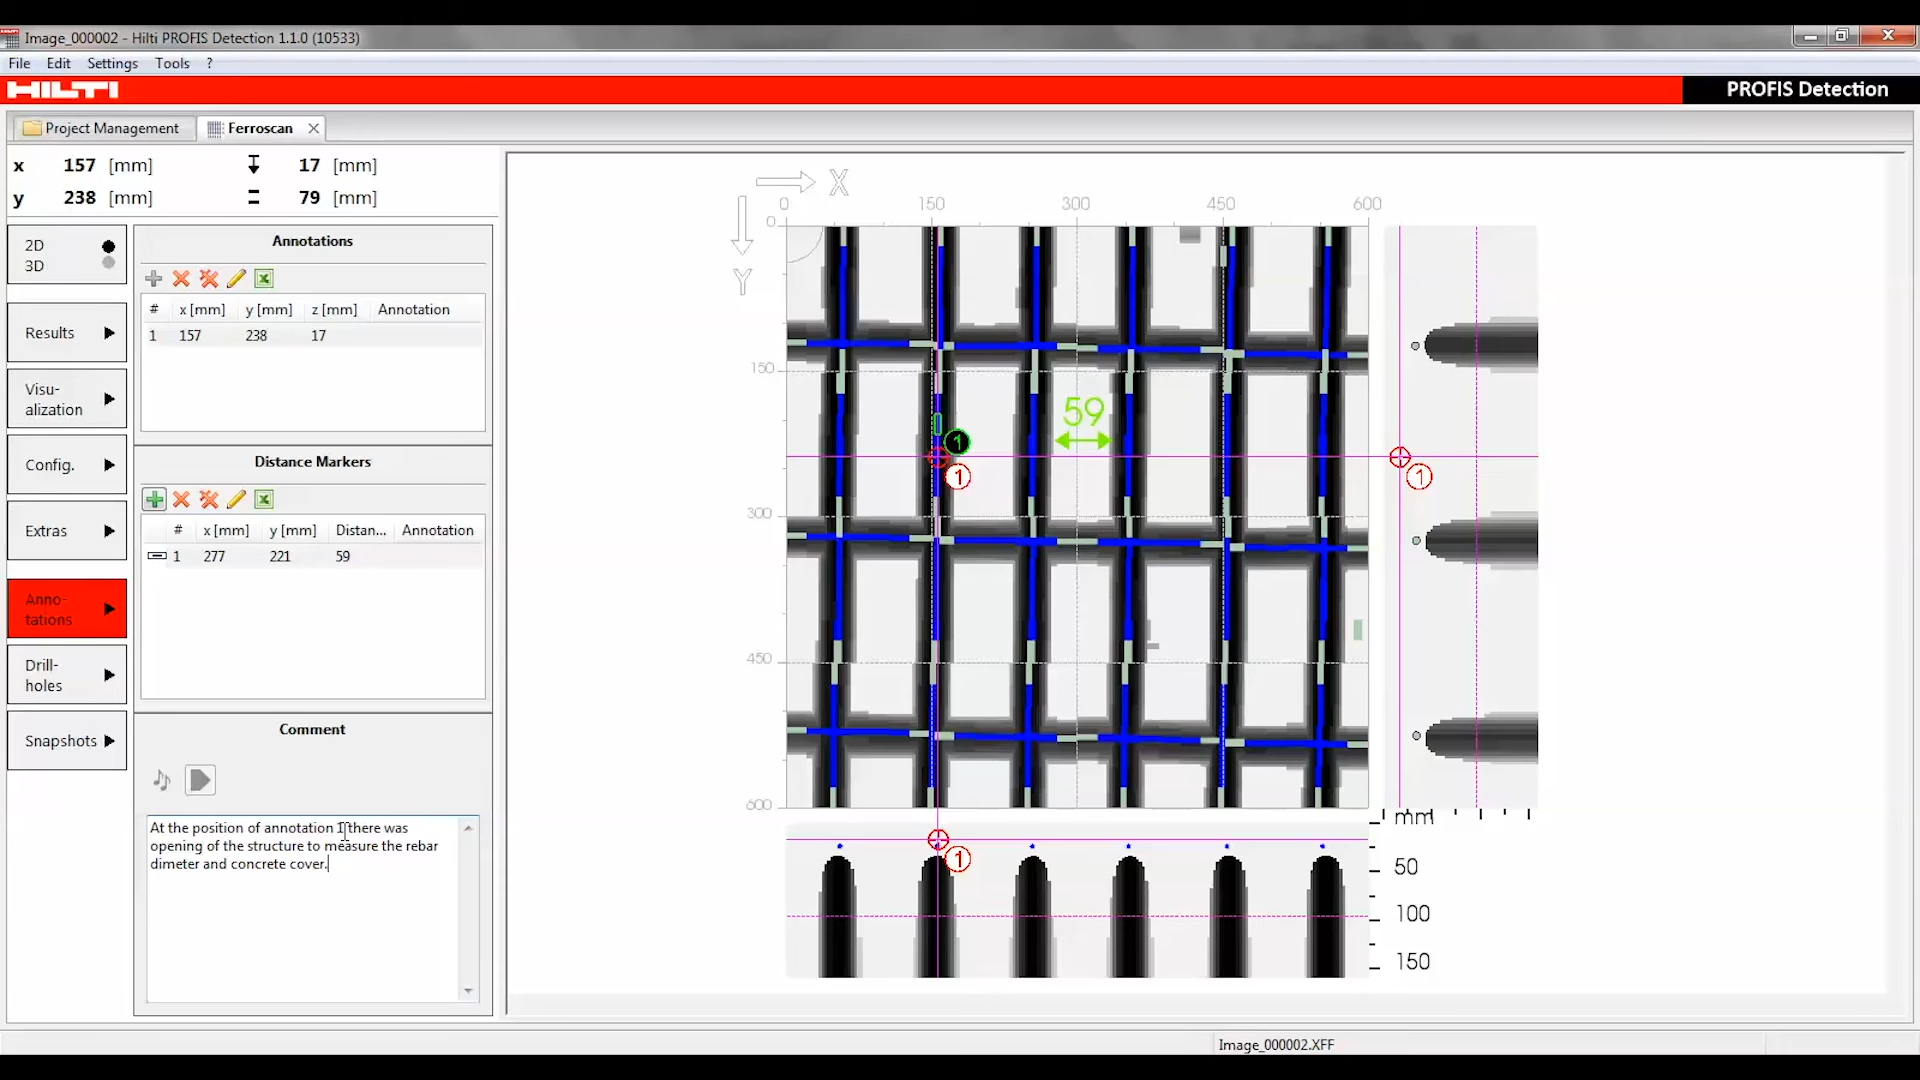 Image_000002 - Hilti PROFIS Detection 1.1.0 (10533)
File Edit Settings Tools ?
HILTI PROFIS Detection
Project Management Ferroscan
x 157 [mm] 17 [mm]
y 238 [mm] 79 [mm]
2D
3D
Results
Visu-
alization
Config.
Extras
Anno-
tations
Drill-
holes
Snapshots
Annotations
# x [mm] y [mm] z [mm] Annotation
1 157 238 17
Distance Markers
# x [mm] y [mm] Distan... Annotation
1 277 221 59
Comment
At the position of annotation 1 there was
opening of the structure to measure the rebar
dimeter and concrete cover.
X
0 150 300 450 600
Y
0
150
300
450
600
59
1
1
1
1
mm
50
100
150
Image_000002.XFF